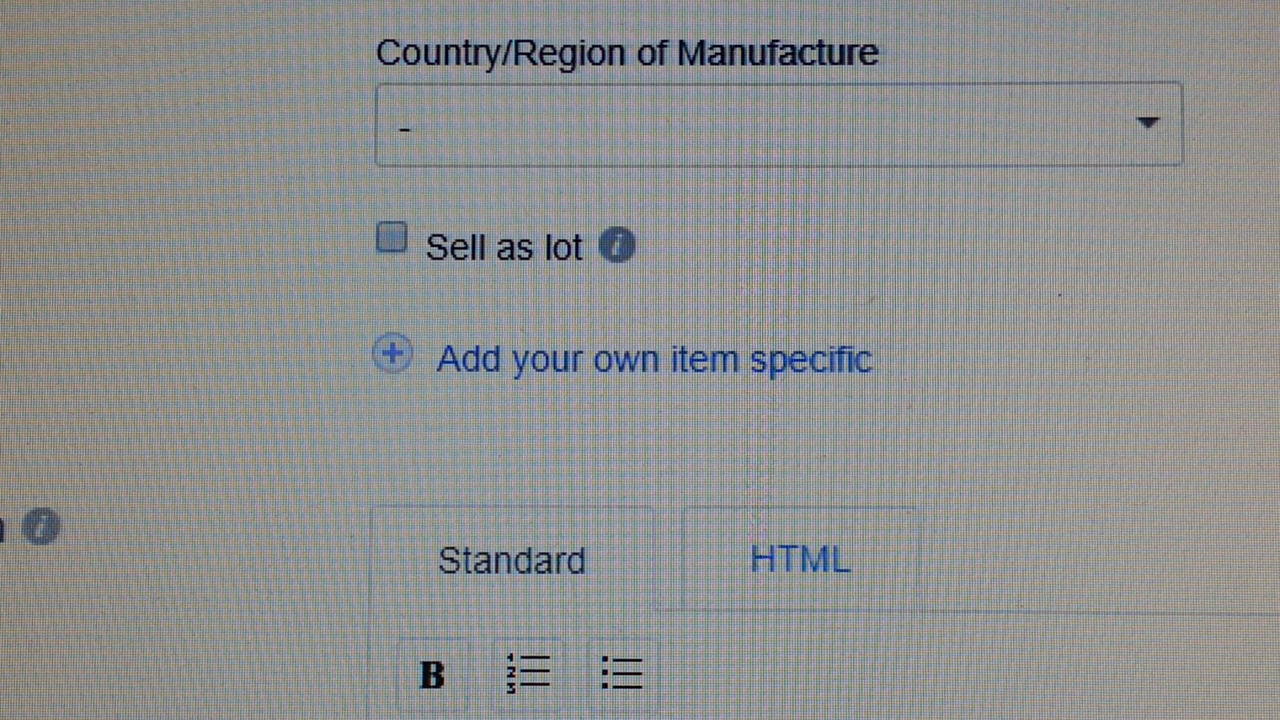 Country/Region of Manufacture
-
Sell as lot
Add your own item specific
Standard
HTML
B